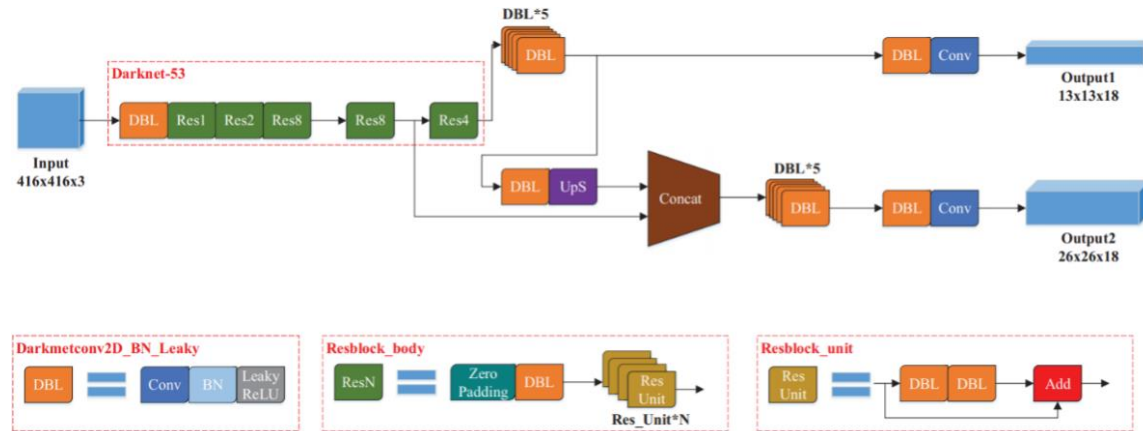 DBL*5
DBL
DBL
Conv
Output1
13x13x18
Darknet-53
DBL
Res1
Res2
Res8
Res8
Res4
Input
416x416x3
DBL
UpS
Concat
DBL*5
DBL
DBL
Conv
Output2
26x26x18
Darkmetconv2D_BN_Leaky
DBL
Conv
BN
Leaky
ReLU
Resblock_body
ResN
Zero
Padding
DBL
Res
Unit
Res_Unit*N
Resblock_unit
Res
Unit
DBL
DBL
Add